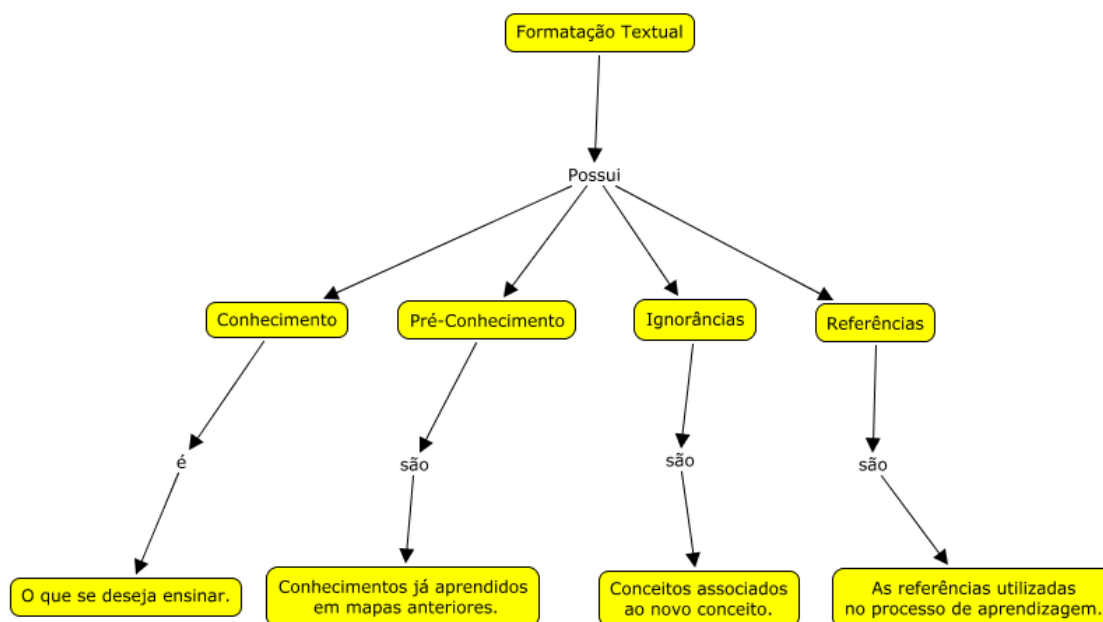 Formatação Textual
Possui
Conhecimento
Pré-Conhecimento
Ignorâncias
Referências
é
são
são
são
O que se deseja ensinar.
Conhecimentos já aprendidos
em mapas anteriores.
Conceitos associados
ao novo conceito.
As referências utilizadas
no processo de aprendizagem.